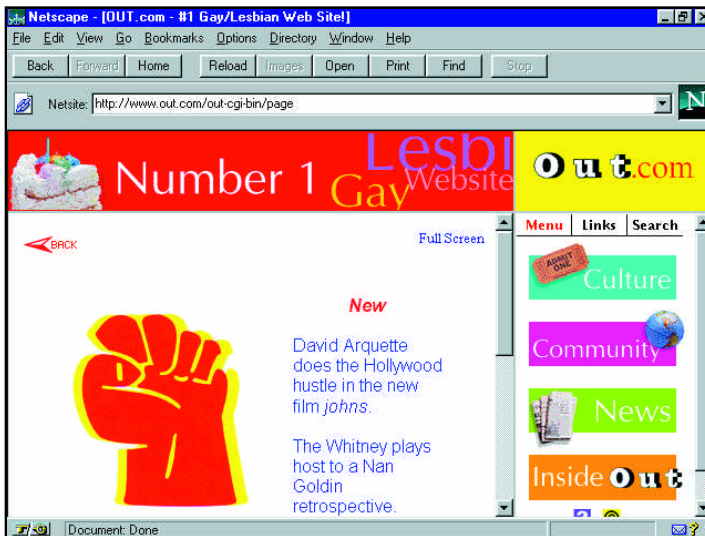 Netscape - [OUT.com - #1 Gay/Lesbian Web Site!]
File Edit View Go Bookmarks Options Directory Window Help
Back Forward Home Reload Images Open Print Find Stop
Netsite: http://www.out.com/out-cgi-bin/page
N
Number 1 Gay Lesbi Website
Out.com
Menu Links Search
BACK
Full Screen
New
David Arquette
does the Hollywood
hustle in the new
film johns.
The Whitney plays
host to a Nan
Goldin
retrospective.
ADMIT ONE
Culture
Community
News
Inside Out
Document: Done